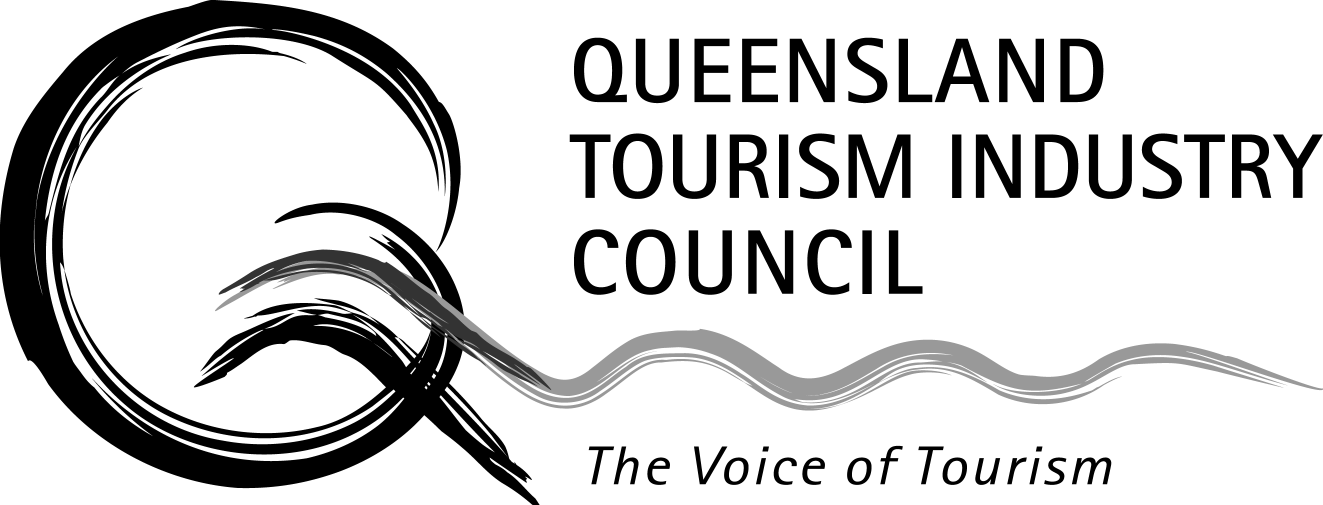 QUEENSLAND
TOURISM INDUSTRY
COUNCIL
The Voice of Tourism